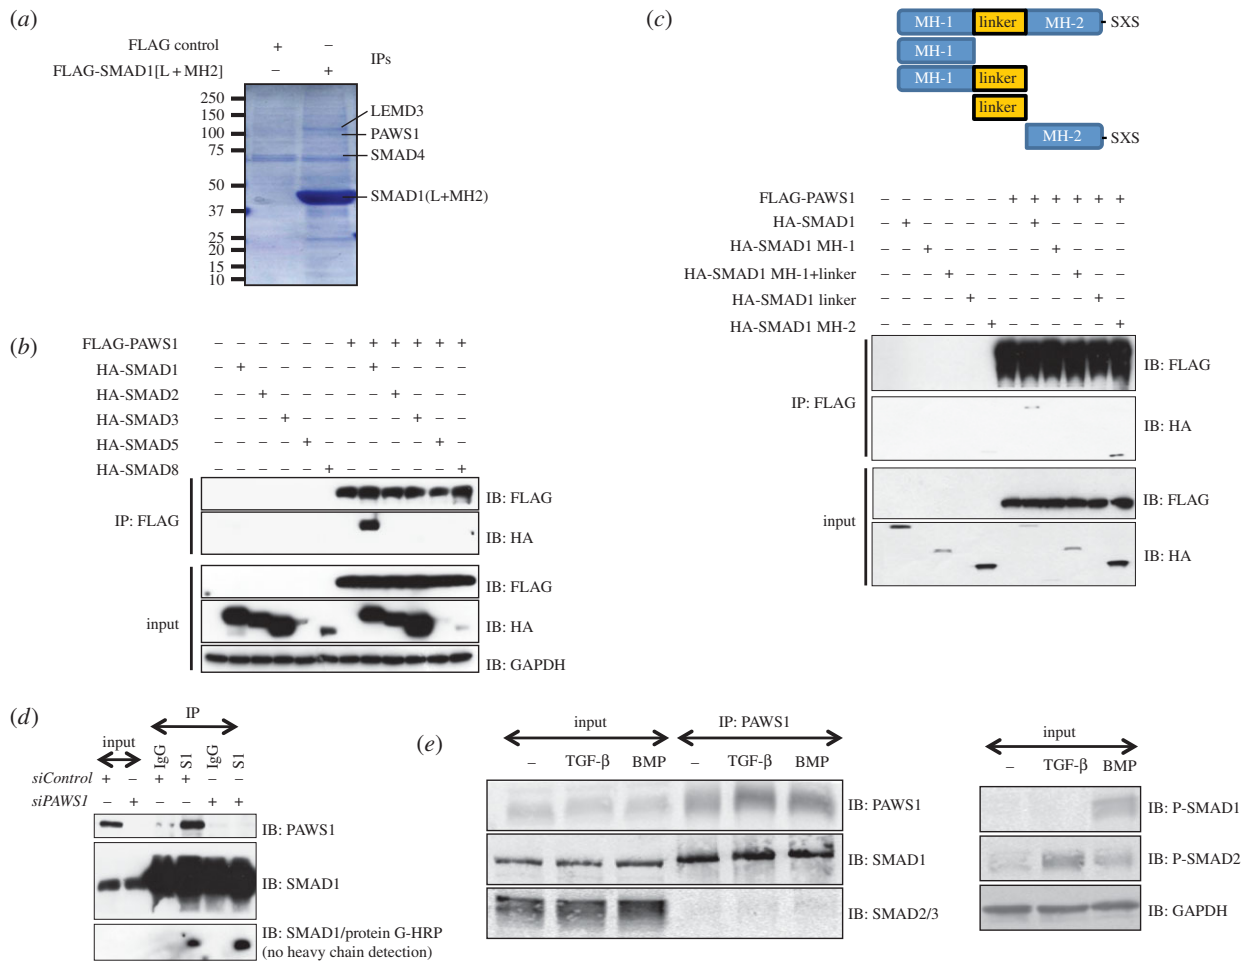 (a)
FLAG control + –
FLAG-SMAD1[L + MH2] – +
IPs
250
150
100
75
50
37
25
20
15
10
LEMD3
PAWS1
SMAD4
SMAD1(L+MH2)
(b)
FLAG-PAWS1 – – – – – – + + + + + +
HA-SMAD1 – + – – – – – + – – – –
HA-SMAD2 – – + – – – – – + – – –
HA-SMAD3 – – – + – – – – – + – –
HA-SMAD5 – – – – + – – – – – + –
HA-SMAD8 – – – – – + – – – – – +
IP: FLAG
IB: FLAG
IB: HA
input
IB: FLAG
IB: HA
IB: GAPDH
(c)
MH-1 linker MH-2 SXS
MH-1
MH-1 linker
linker
MH-2 SXS
FLAG-PAWS1 – – – – – – + + + + + +
HA-SMAD1 – + – – – – – + – – – –
HA-SMAD1 MH-1 – – + – – – – – + – – –
HA-SMAD1 MH-1+linker – – – + – – – – – + – –
HA-SMAD1 linker – – – – + – – – – – + –
HA-SMAD1 MH-2 – – – – – + – – – – – +
IP: FLAG
IB: FLAG
IB: HA
input
IB: FLAG
IB: HA
(d)
IP
input
IgG S1 IgG S1
siControl + – + + – –
siPAWS1 – + – – + +
IB: PAWS1
IB: SMAD1
IB: SMAD1/protein G-HRP
(no heavy chain detection)
(e)
input IP: PAWS1
– TGF-β BMP – TGF-β BMP
IB: PAWS1
IB: SMAD1
IB: SMAD2/3
input
– TGF-β BMP
IB: P-SMAD1
IB: P-SMAD2
IB: GAPDH